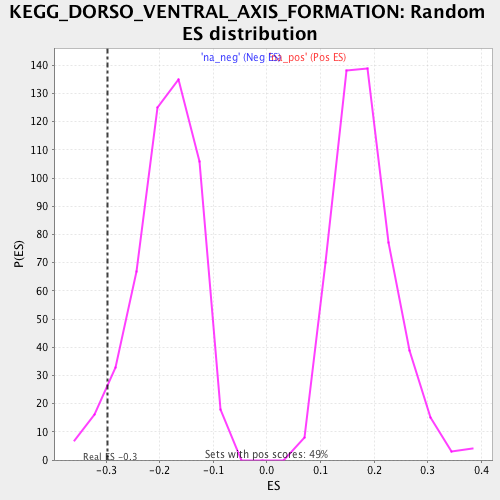 KEGG_DORSO_VENTRAL_AXIS_FORMATION: Random
ES distribution
'na_neg' (Neg ES)
'na_pos' (Pos ES)
140
130
120
110
100
90
80
70
60
50
40
30
20
10
0
P(ES)
Real ES -0.3
Sets with pos scores: 49%
-0.3 -0.2 -0.1 0.0 0.1 0.2 0.3 0.4
ES